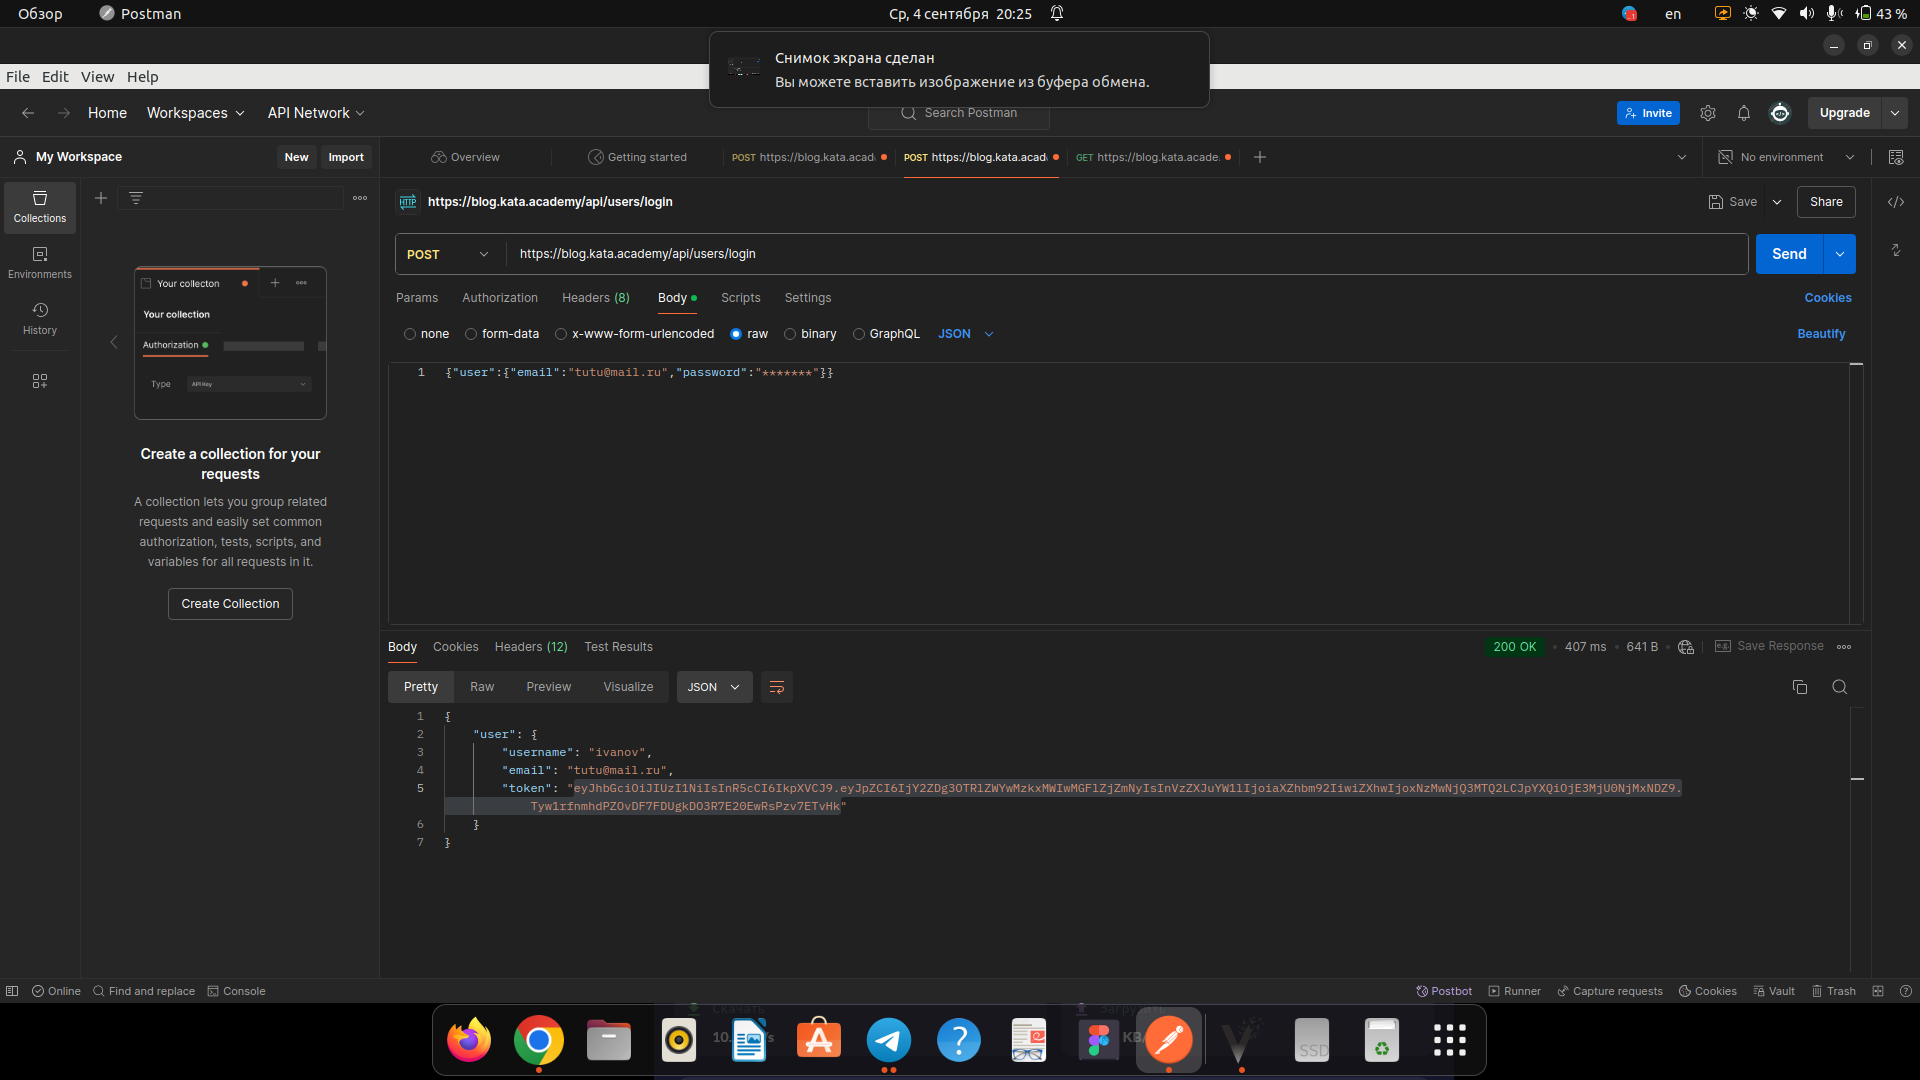 Обзор
Postman
Ср, 4 сентября 20:25
en
43 %
Снимок экрана сделан
Вы можете вставить изображение из буфера обмена.
File Edit View Help
Home
Workspaces
API Network
Search Postman
Invite
Upgrade
My Workspace
New
Import
Overview
Getting started
POST https://blog.kata.acad
POST https://blog.kata.acad
GET https://blog.kata.acade.
No environment
Collections
Environments
History
HTTP
https://blog.kata.academy/api/users/login
Save
Share
POST
https://blog.kata.academy/api/users/login
Send
Params
Authorization
Headers (8)
Body
Scripts
Settings
Cookies
none
form-data
x-www-form-urlencoded
raw
binary
GraphQL
JSON
Beautify
1 {"user":{"email":"tutu@mail.ru","password":"*******"}}
Your collecton
Your collection
Authorization
Type
API Key
Create a collection for your
requests
A collection lets you group related
requests and easily set common
authorization, tests, scripts, and
variables for all requests in it.
Create Collection
Body
Cookies
Headers (12)
Test Results
200 OK
407 ms
641 B
e.g.
Save Response
Pretty
Raw
Preview
Visualize
JSON
1 {
2 "user": {
3 "username": "ivanov",
4 "email": "tutu@mail.ru",
5 "token": "eyJhbGciOiJIUzI1NiIsInR5cCI6IkpXVCJ9.eyJpZCI6IjY2ZDg3OTRlZWYwMzkxMWIwMGFlZjZmNyIsInVzZXJuYW1lIjoiaXZhbm92IiwiZXhwIjoxNzMwNjQ3MTQ2LCJpYXQiOjE3MjU0NjMxNDZ9.
Tyw1rfnmhdPZOvDF7FDUgkDO3R7E20EwRsPzv7ETvHk"
6 }
7 }
Online
Find and replace
Console
Postbot
Runner
Capture requests
Cookies
Vault
Trash
Скачать
Загрузить
SSD